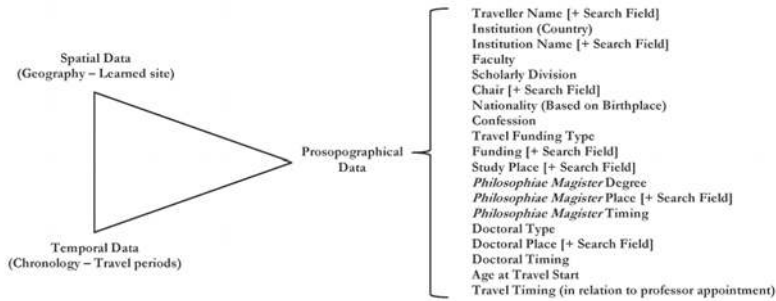 Spatial Data
(Geography – Learned site)
Temporal Data
(Chronology – Travel periods)
Prosopographical
Data
Traveller Name [+ Search Field]
Institution (Country)
Institution Name [+ Search Field]
Faculty
Scholarly Division
Chair [+ Search Field]
Nationality (Based on Birthplace)
Confession
Travel Funding Type
Funding [+ Search Field]
Study Place [+ Search Field]
Philosophiae Magister Degree
Philosophiae Magister Place [+ Search Field]
Philosophiae Magister Timing
Doctoral Type
Doctoral Place [+ Search Field]
Doctoral Timing
Age at Travel Start
Travel Timing (in relation to professor appointment)